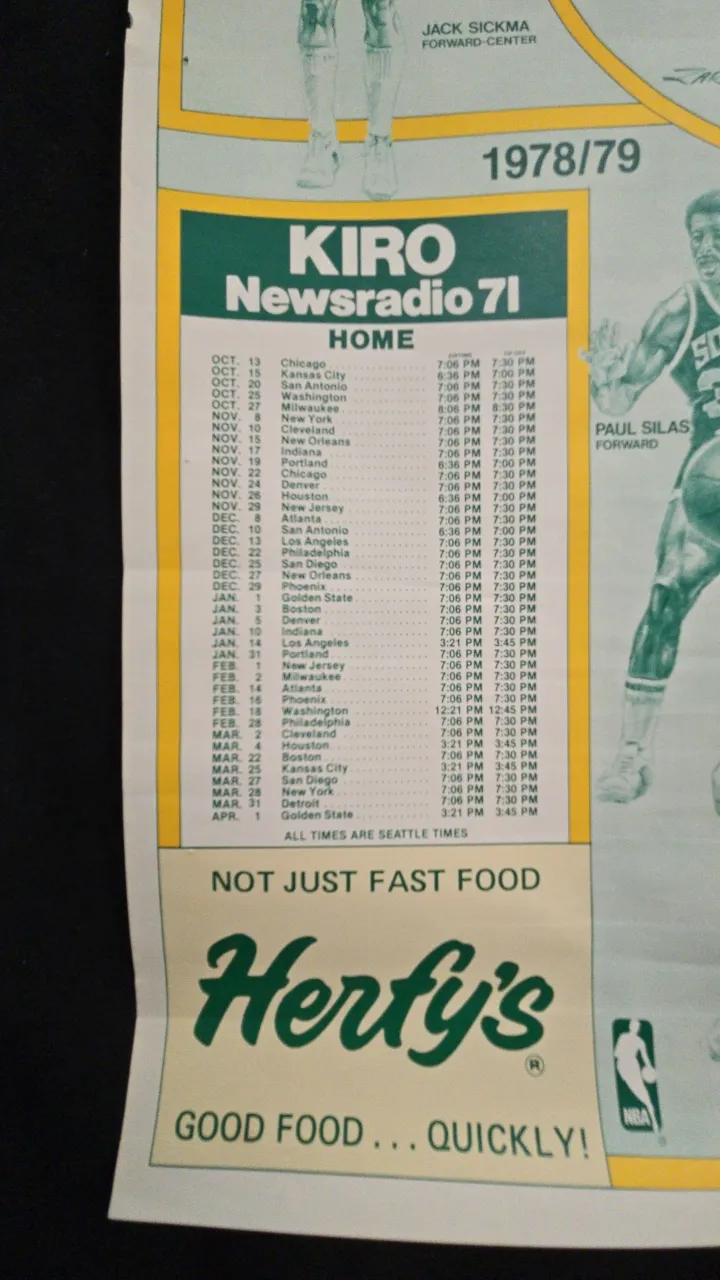 JACK SICKMA
FORWARD-CENTER
1978/79
KIRO
Newsradio 71
HOME
AIRTIME TIP-OFF
OCT. 13 Chicago 7:06 PM 7:30 PM
OCT. 15 Kansas City 6:36 PM 7:00 PM
OCT. 20 San Antonio 7:06 PM 7:30 PM
OCT. 25 Washington 7:06 PM 7:30 PM
OCT. 27 Milwaukee 8:06 PM 8:30 PM
NOV. 8 New York 7:06 PM 7:30 PM
NOV. 10 Cleveland 7:06 PM 7:30 PM
NOV. 15 New Orleans 7:06 PM 7:30 PM
NOV. 17 Indiana 7:06 PM 7:30 PM
NOV. 19 Portland 6:36 PM 7:00 PM
NOV. 22 Chicago 7:06 PM 7:30 PM
NOV. 24 Denver 7:06 PM 7:30 PM
NOV. 26 Houston 6:36 PM 7:00 PM
NOV. 29 New Jersey 7:06 PM 7:30 PM
DEC. 8 Atlanta 7:06 PM 7:30 PM
DEC. 10 San Antonio 6:36 PM 7:00 PM
DEC. 13 Los Angeles 7:06 PM 7:30 PM
DEC. 22 Philadelphia 7:06 PM 7:30 PM
DEC. 25 San Diego 7:06 PM 7:30 PM
DEC. 27 New Orleans 7:06 PM 7:30 PM
DEC. 29 Phoenix 7:06 PM 7:30 PM
JAN. 1 Golden State 7:06 PM 7:30 PM
JAN. 3 Boston 7:06 PM 7:30 PM
JAN. 5 Denver 7:06 PM 7:30 PM
JAN. 10 Indiana 7:06 PM 7:30 PM
JAN. 14 Los Angeles 3:21 PM 3:45 PM
JAN. 31 Portland 7:06 PM 7:30 PM
FEB. 1 New Jersey 7:06 PM 7:30 PM
FEB. 2 Milwaukee 7:06 PM 7:30 PM
FEB. 14 Atlanta 7:06 PM 7:30 PM
FEB. 16 Phoenix 7:06 PM 7:30 PM
FEB. 18 Washington 12:21 PM 12:45 PM
FEB. 28 Philadelphia 7:06 PM 7:30 PM
MAR. 2 Cleveland 7:06 PM 7:30 PM
MAR. 4 Houston 3:21 PM 3:45 PM
MAR. 22 Boston 7:06 PM 7:30 PM
MAR. 25 Kansas City 3:21 PM 3:45 PM
MAR. 27 San Diego 7:06 PM 7:30 PM
MAR. 28 New York 7:06 PM 7:30 PM
MAR. 31 Detroit 7:06 PM 7:30 PM
APR. 1 Golden State 3:21 PM 3:45 PM
ALL TIMES ARE SEATTLE TIMES
PAUL SILAS
FORWARD
NOT JUST FAST FOOD
Herfy's ®
GOOD FOOD . . . QUICKLY!
NBA ®